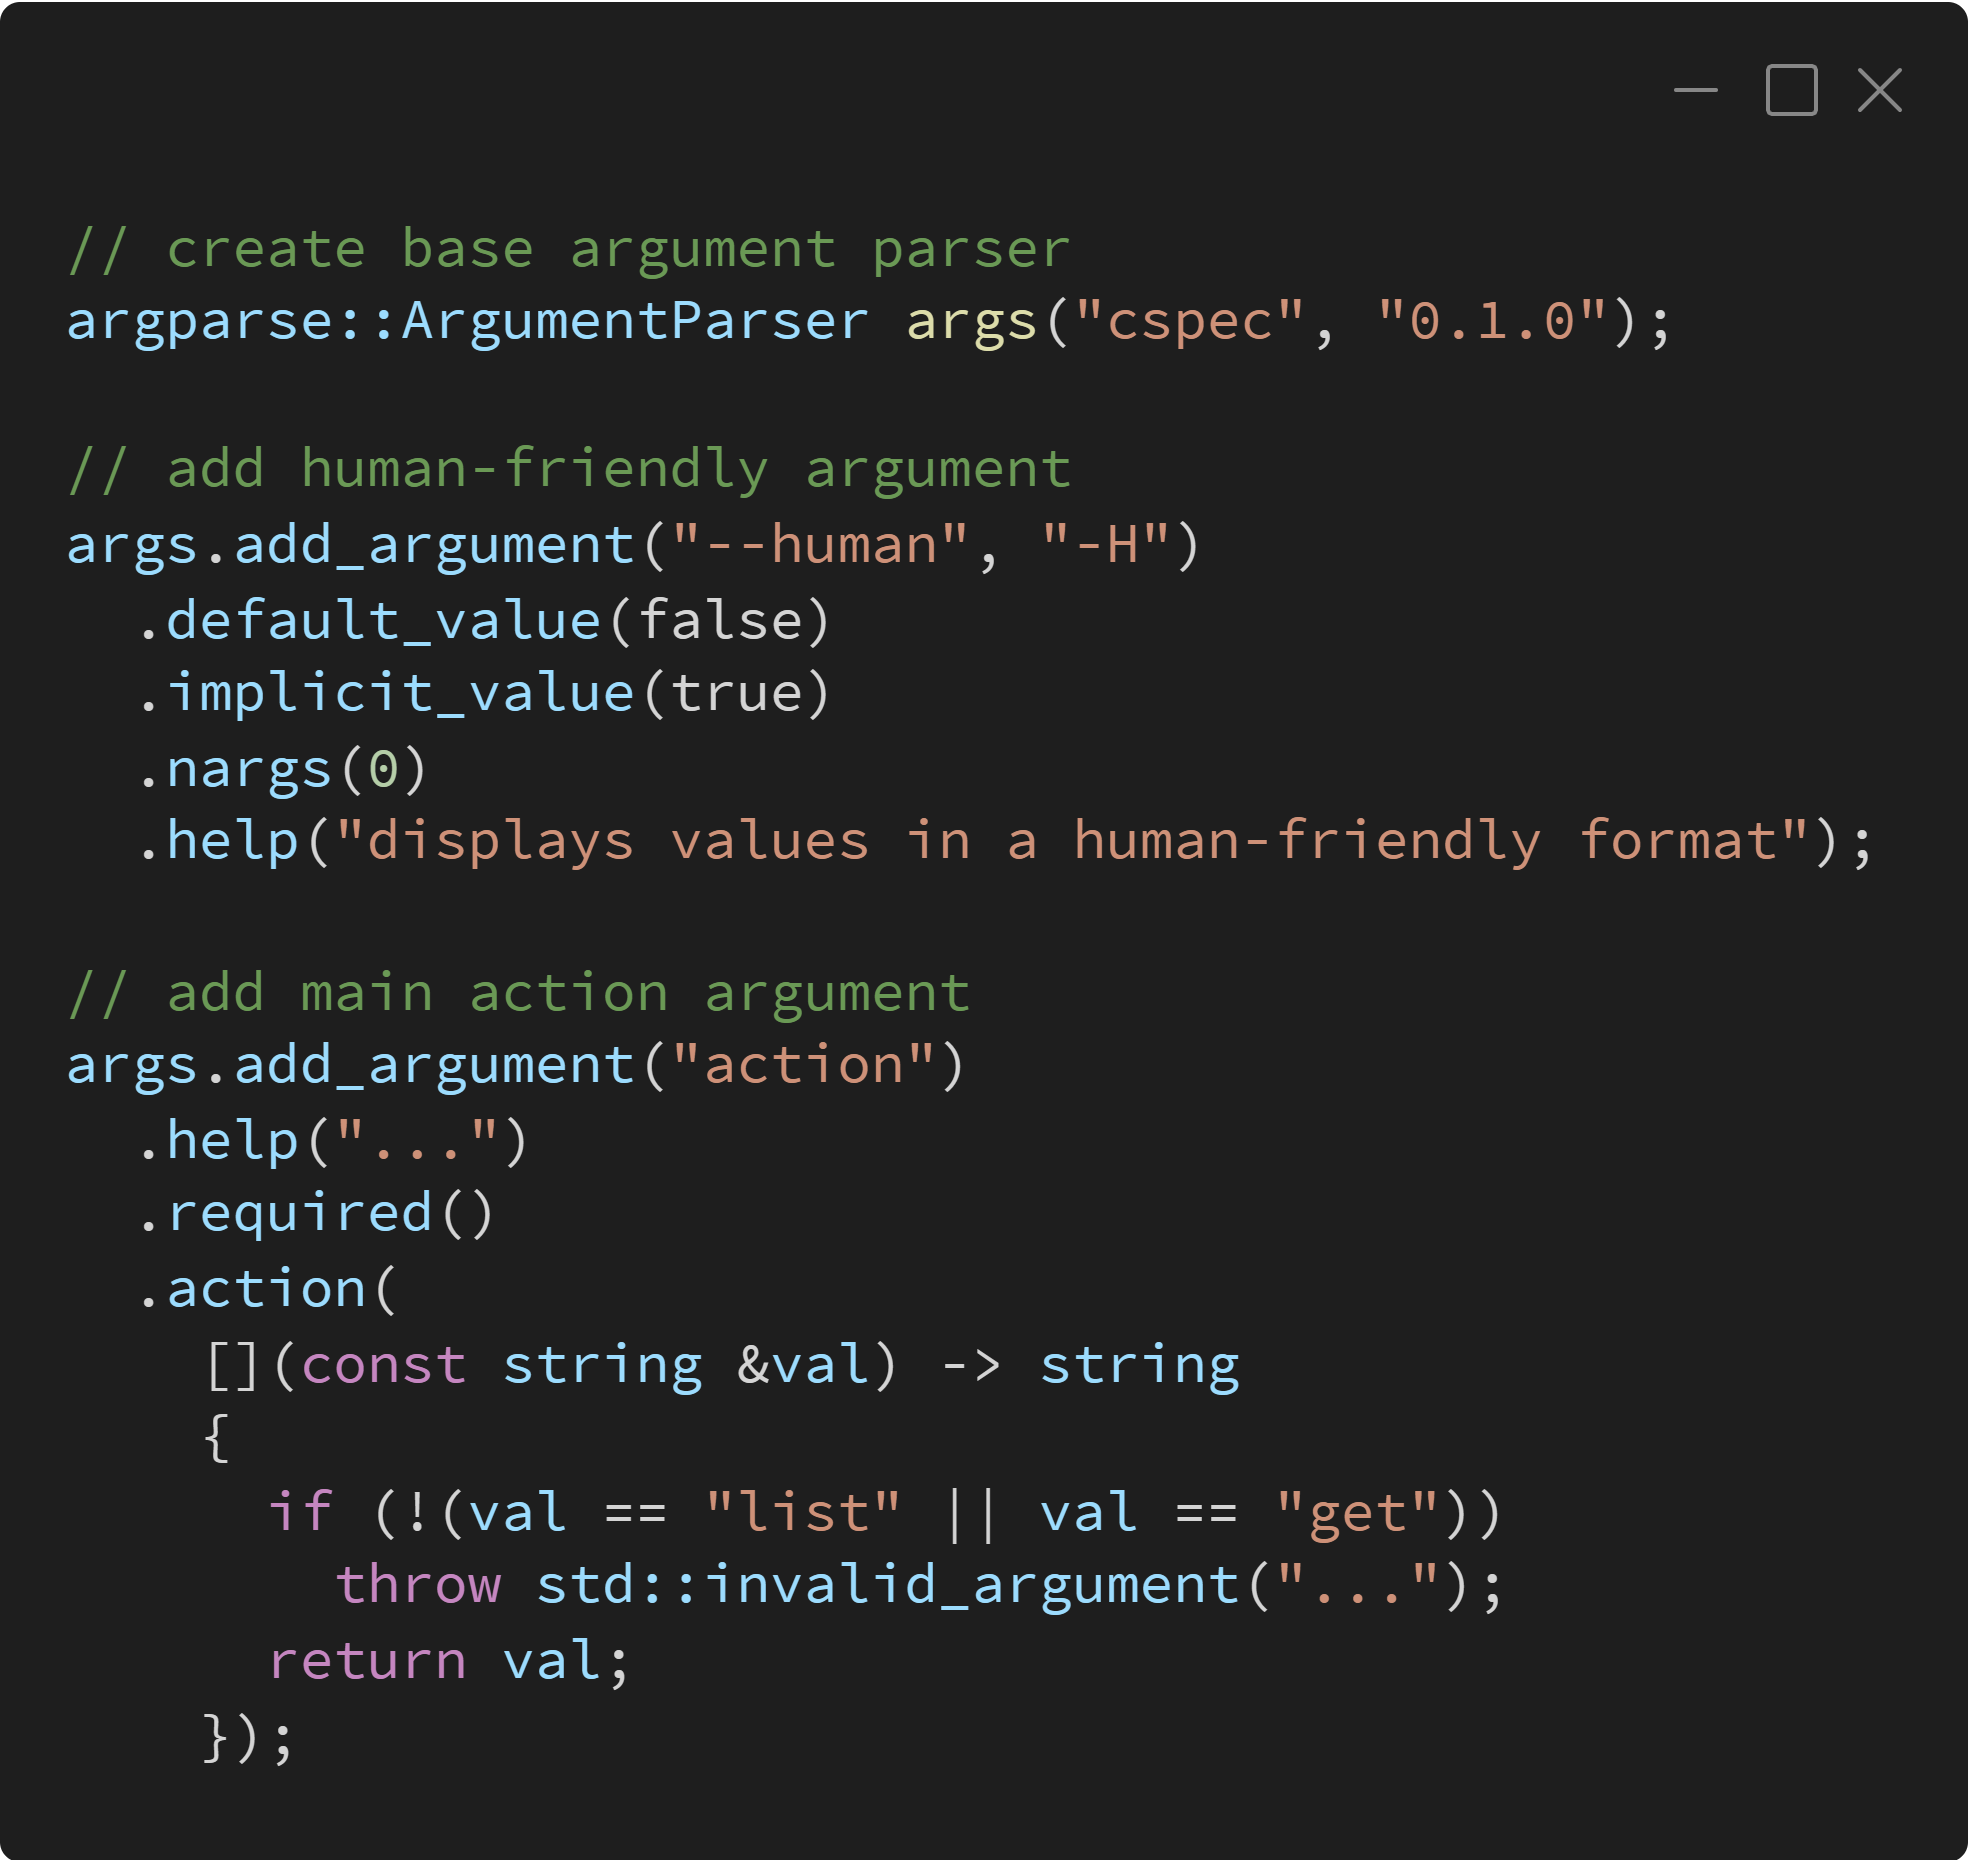 // create base argument parser
argparse::ArgumentParser args("cspec", "0.1.0");
// add human-friendly argument
args.add_argument("--human", "-H")
  .default_value(false)
  .implicit_value(true)
  .nargs(0)
  .help("displays values in a human-friendly format");
// add main action argument
args.add_argument("action")
  .help("...")
  .required()
  .action(
    [](const string &val) -> string
    {
      if (!(val == "list" || val == "get"))
        throw std::invalid_argument("...");
      return val;
    });